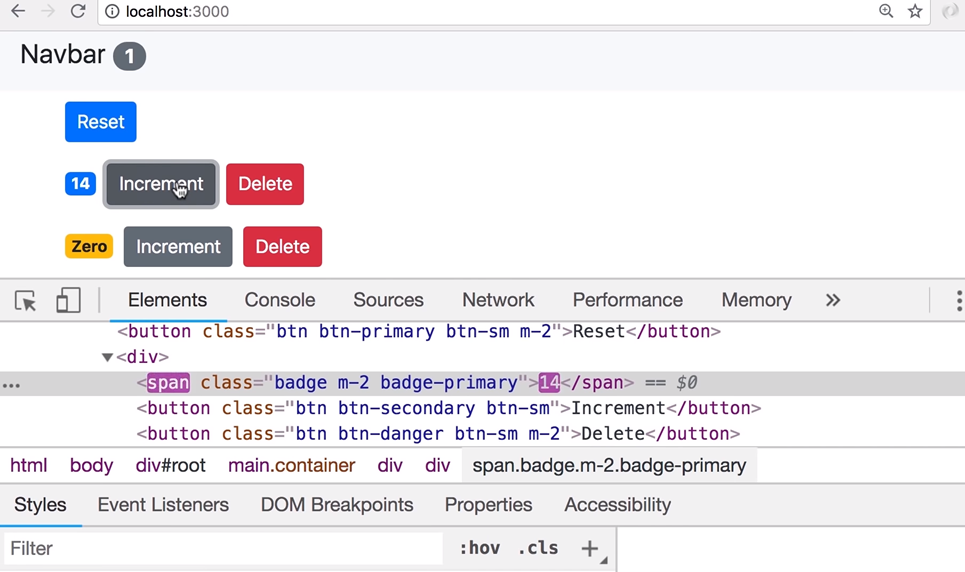 localhost:3000
Navbar 1
Reset
14 Increment Delete
Zero Increment Delete
Elements Console Sources Network Performance Memory »
<button class="btn btn-primary btn-sm m-2">Reset</button>
▼<div>
... <span class="badge m-2 badge-primary">14</span> == $0
<button class="btn btn-secondary btn-sm">Increment</button>
<button class="btn btn-danger btn-sm m-2">Delete</button>
html body div#root main.container div div span.badge.m-2.badge-primary
Styles Event Listeners DOM Breakpoints Properties Accessibility
Filter :hov .cls +